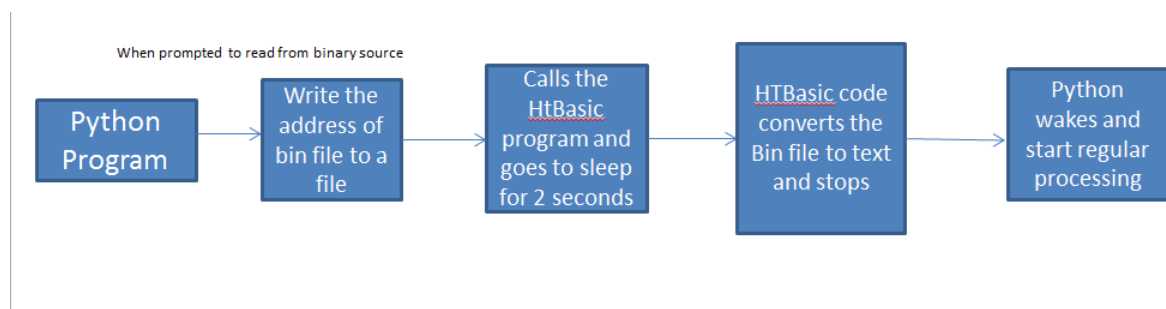 When prompted to read from binary source
Python
Program
Write the
address of
bin file to a
file
Calls the
HtBasic
program and
goes to sleep
for 2 seconds
HTBasic code
converts the
Bin file to text
and stops
Python
wakes and
start regular
processing